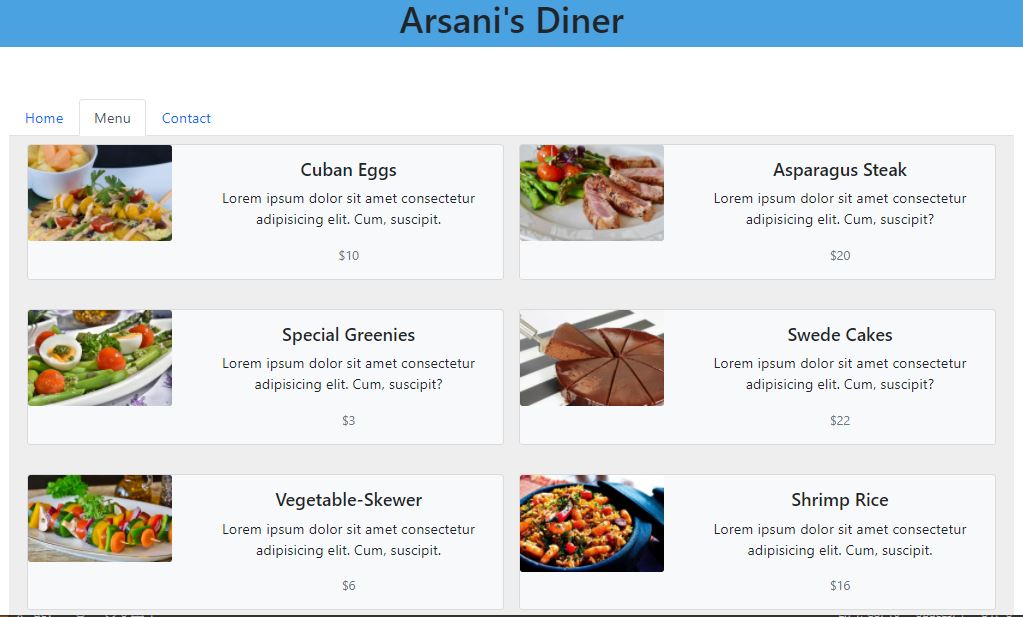 Arsani's Diner
Home
Menu
Contact
Cuban Eggs
Lorem ipsum dolor sit amet consectetur
adipisicing elit. Cum, suscipit.
$10
Asparagus Steak
Lorem ipsum dolor sit amet consectetur
adipisicing elit. Cum, suscipit?
$20
Special Greenies
Lorem ipsum dolor sit amet consectetur
adipisicing elit. Cum, suscipit?
$3
Swede Cakes
Lorem ipsum dolor sit amet consectetur
adipisicing elit. Cum, suscipit?
$22
Vegetable-Skewer
Lorem ipsum dolor sit amet consectetur
adipisicing elit. Cum, suscipit.
$6
Shrimp Rice
Lorem ipsum dolor sit amet consectetur
adipisicing elit. Cum, suscipit.
$16